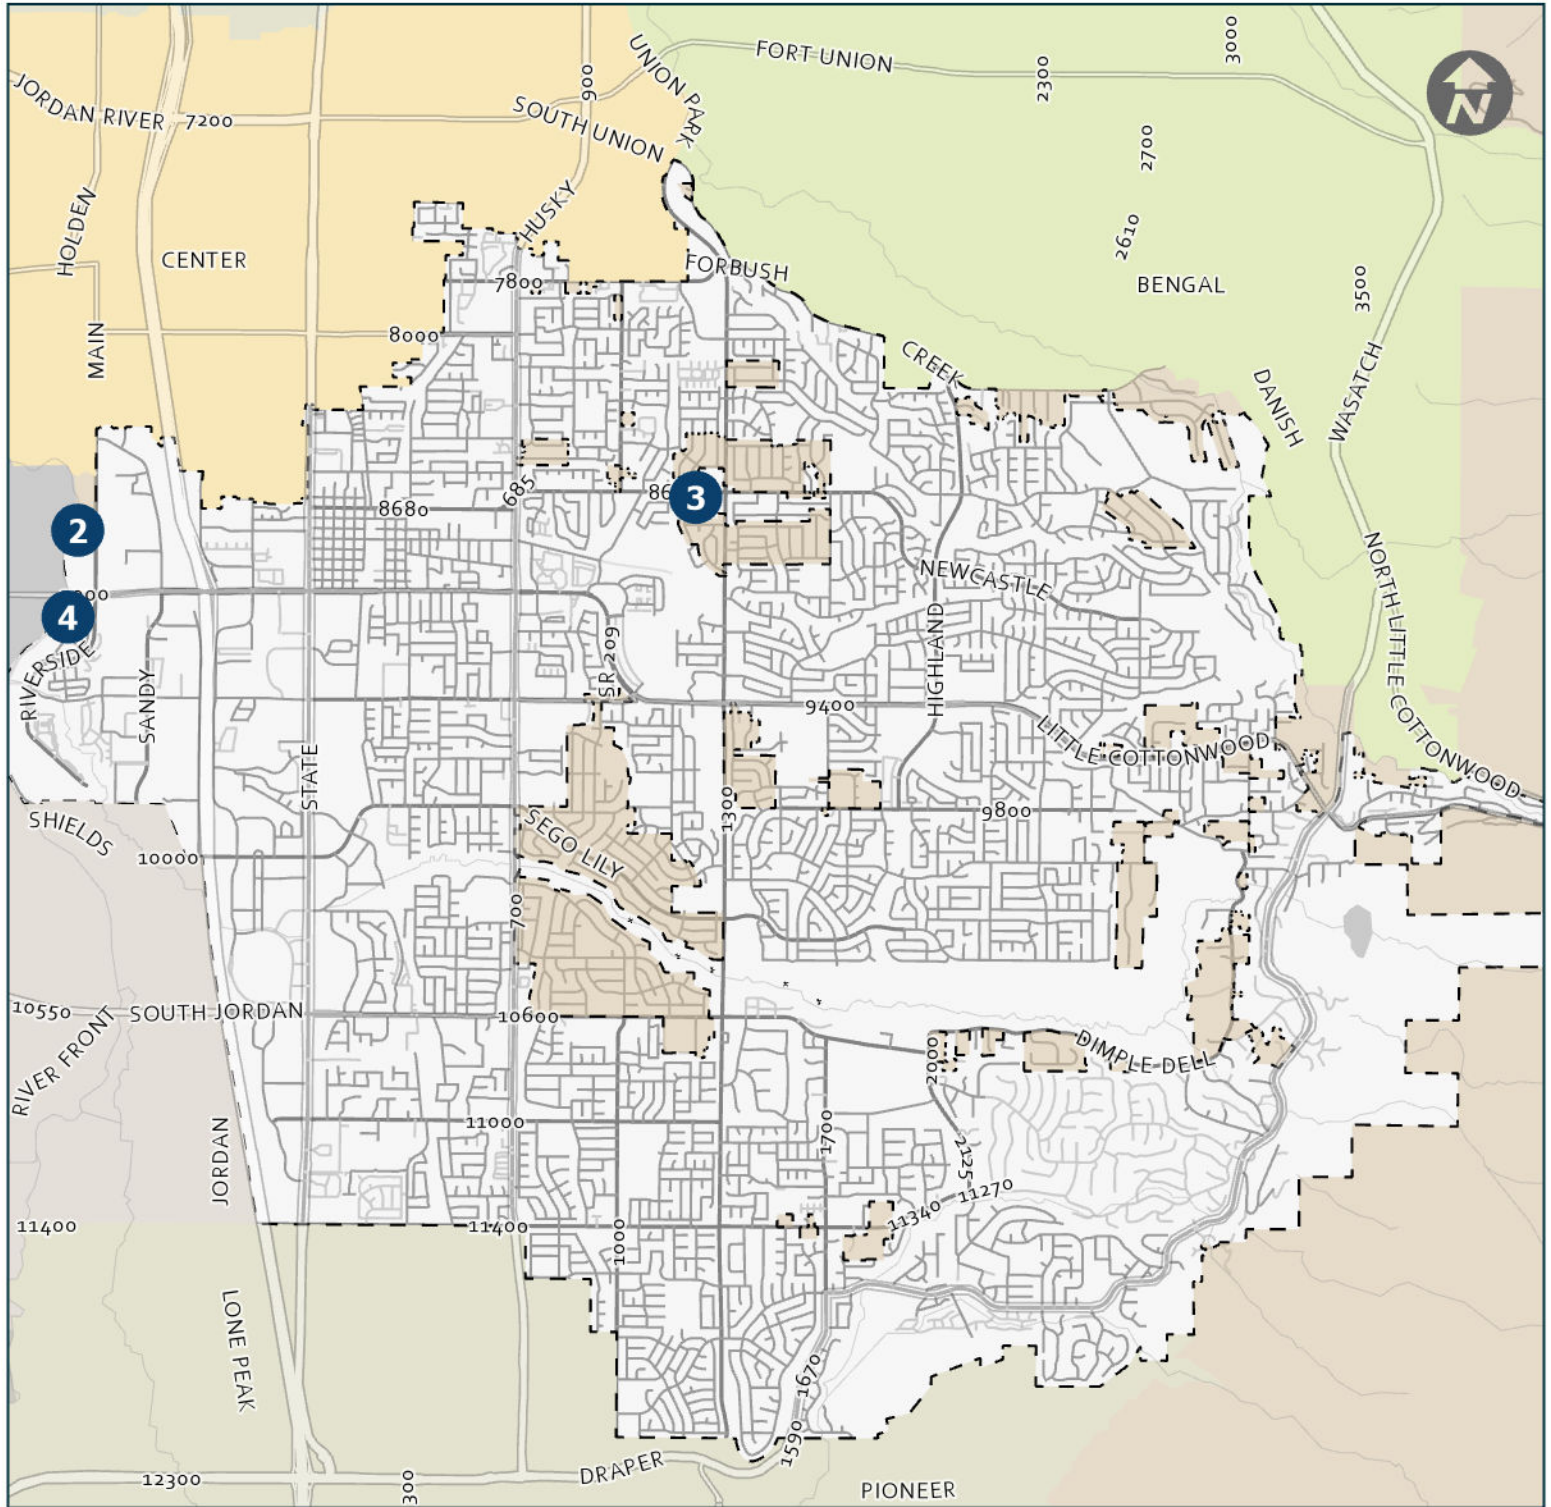 FORT UNION
3000
UNION PARK
900
2300
JORDAN RIVER
7200
SOUTH UNION
N
2700
HOLDEN
HUSKY
2610
CENTER
FORBUSH
7800
BENGAL
3500
MAIN
8000
CREEK
DANISH
WASATCH
685
3
8680
2
NEWCASTLE
NORTH LITTLE COTTONWOOD
4
RIVERSIDE
SANDY
SR 209
HIGHLAND
9400
LITTLE COTTONWOOD
STATE
1300
9800
SHIELDS
SEGO LILY
10000
700
10550
SOUTH JORDAN
10600
RIVER FRONT
2000
DIMPLE DELL
11000
1700
JORDAN
2125
11270
11340
11400
11400
1000
LONE PEAK
1670
1590
12300
300
DRAPER
PIONEER